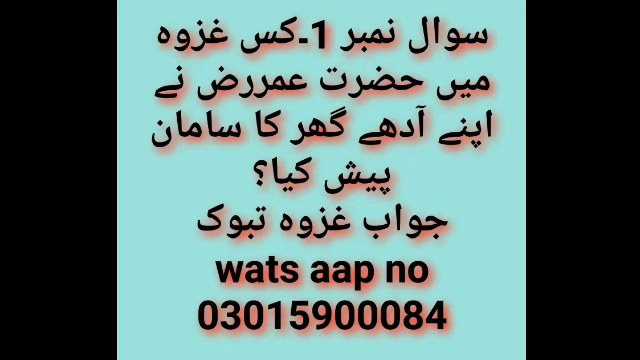 سوال نمبر 1۔کس غزوہ
میں حضرت عمررض نے
اپنے آدھے گھر کا سامان
پیش کیا؟
جواب غزوہ تبوک
wats aap no
03015900084